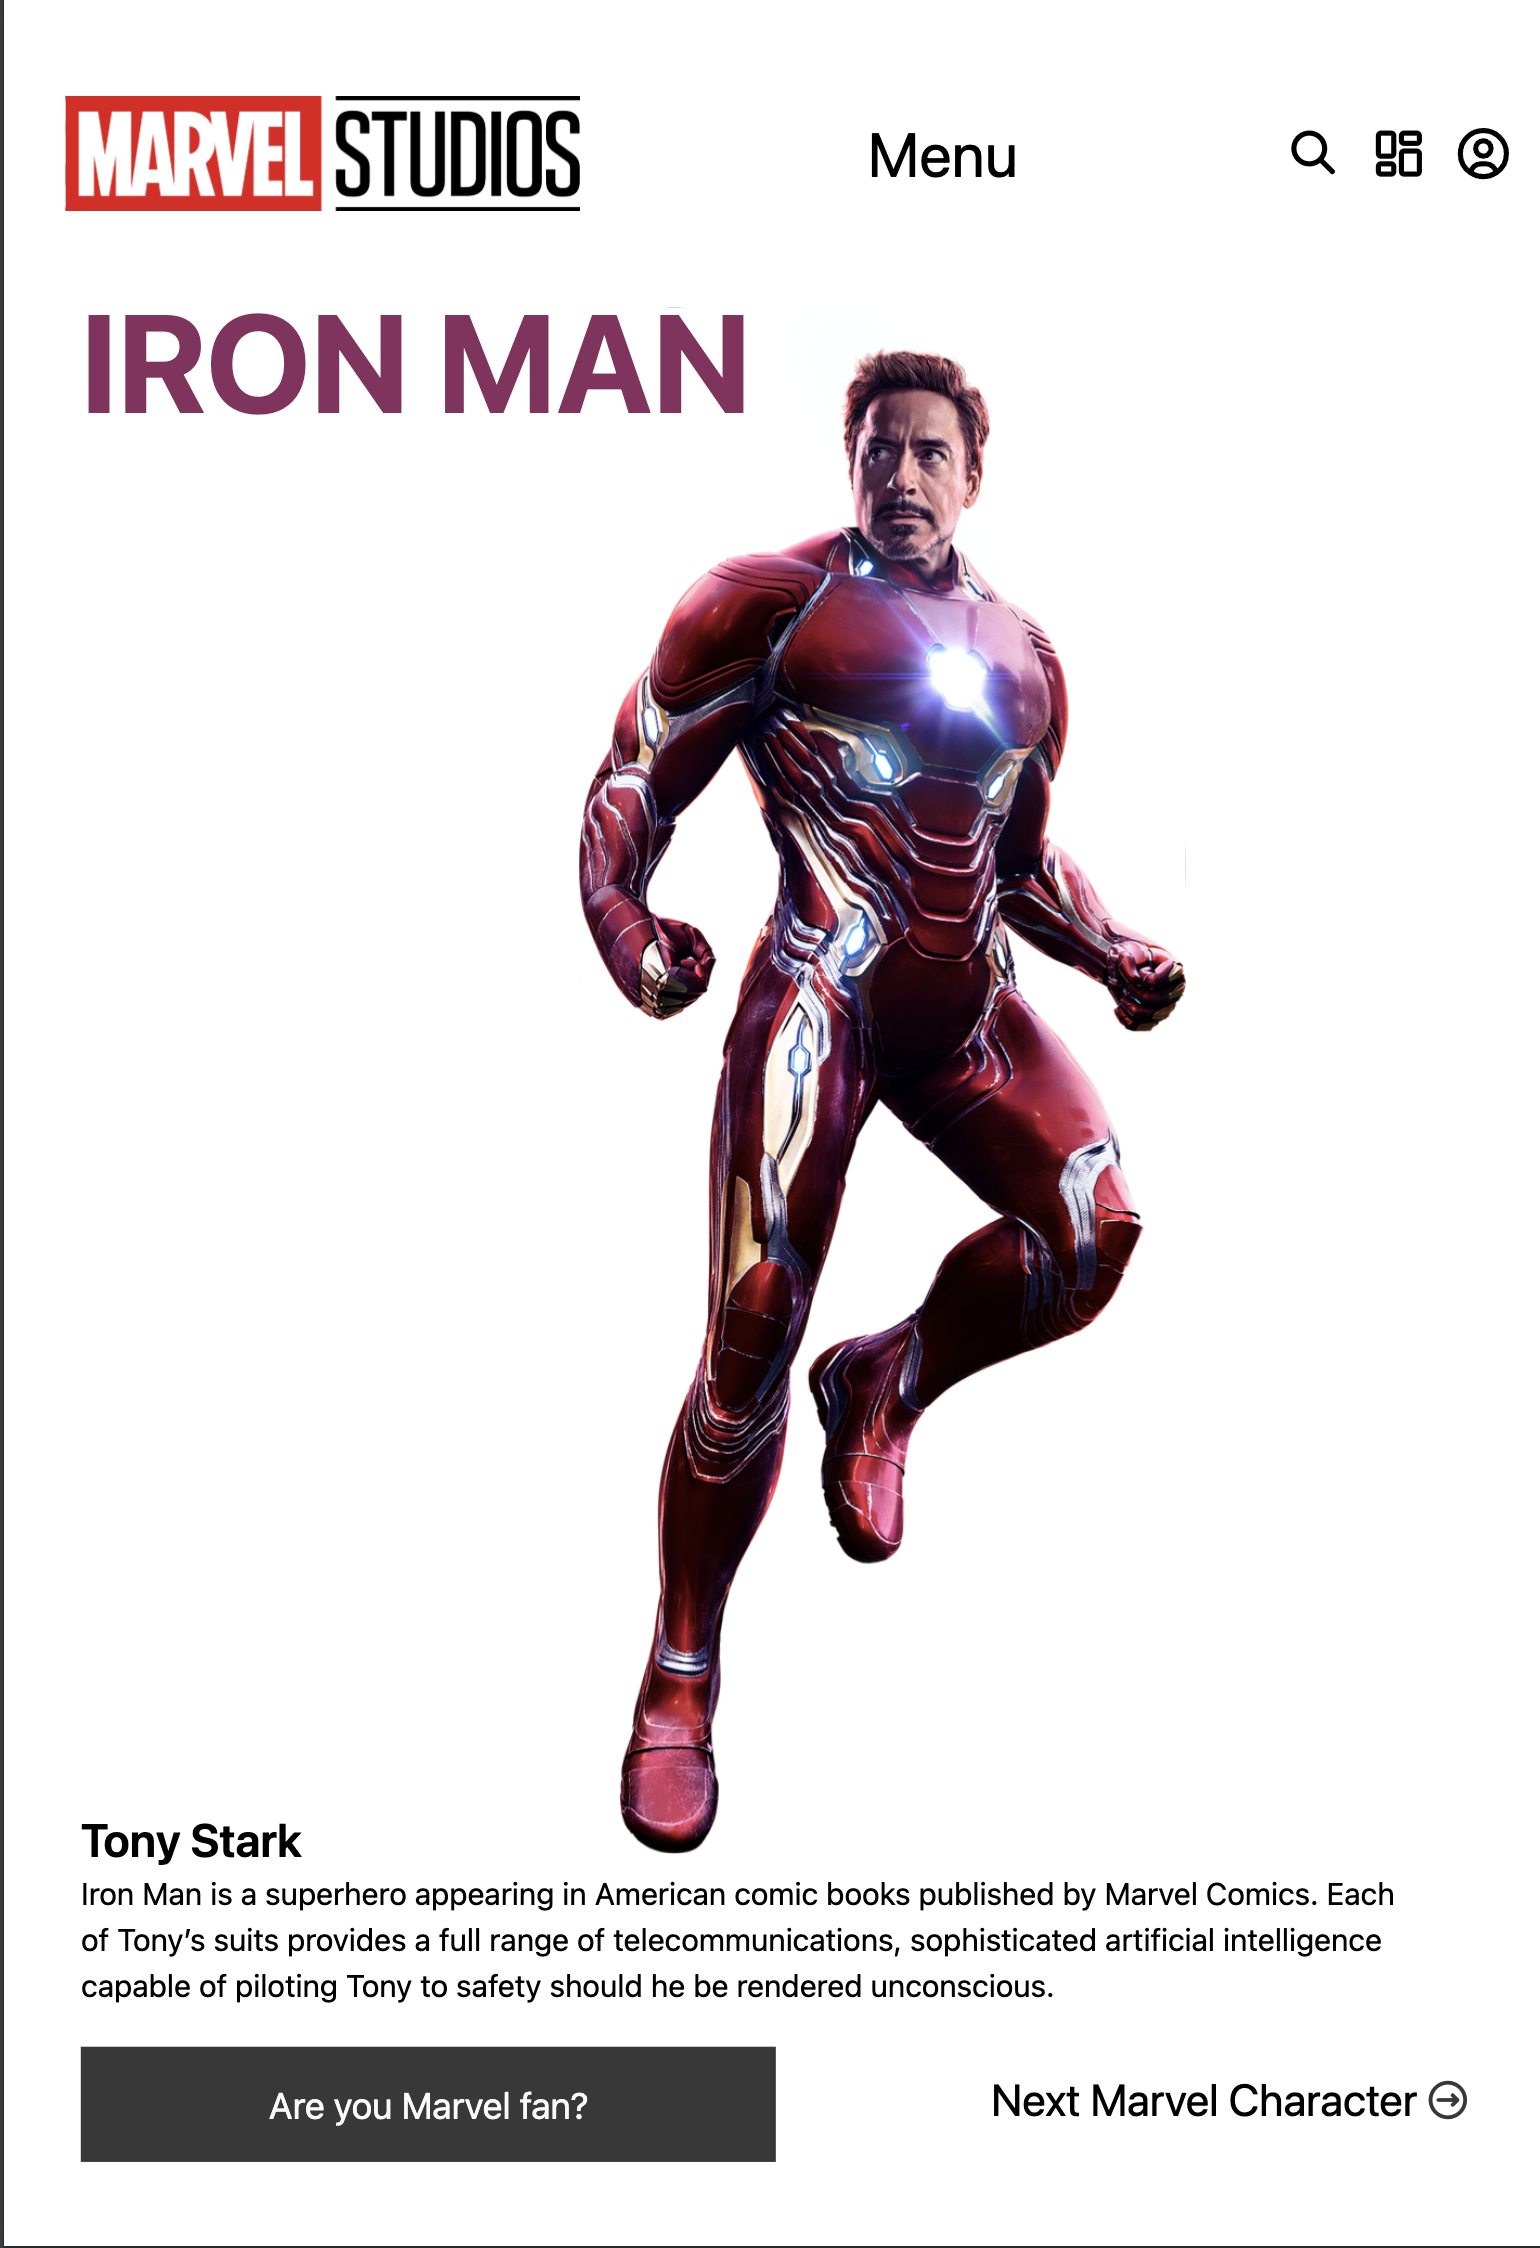 MARVEL STUDIOS
Menu
IRON MAN
Tony Stark
Iron Man is a superhero appearing in American comic books published by Marvel Comics. Each
of Tony’s suits provides a full range of telecommunications, sophisticated artificial intelligence
capable of piloting Tony to safety should he be rendered unconscious.
Are you Marvel fan?
Next Marvel Character